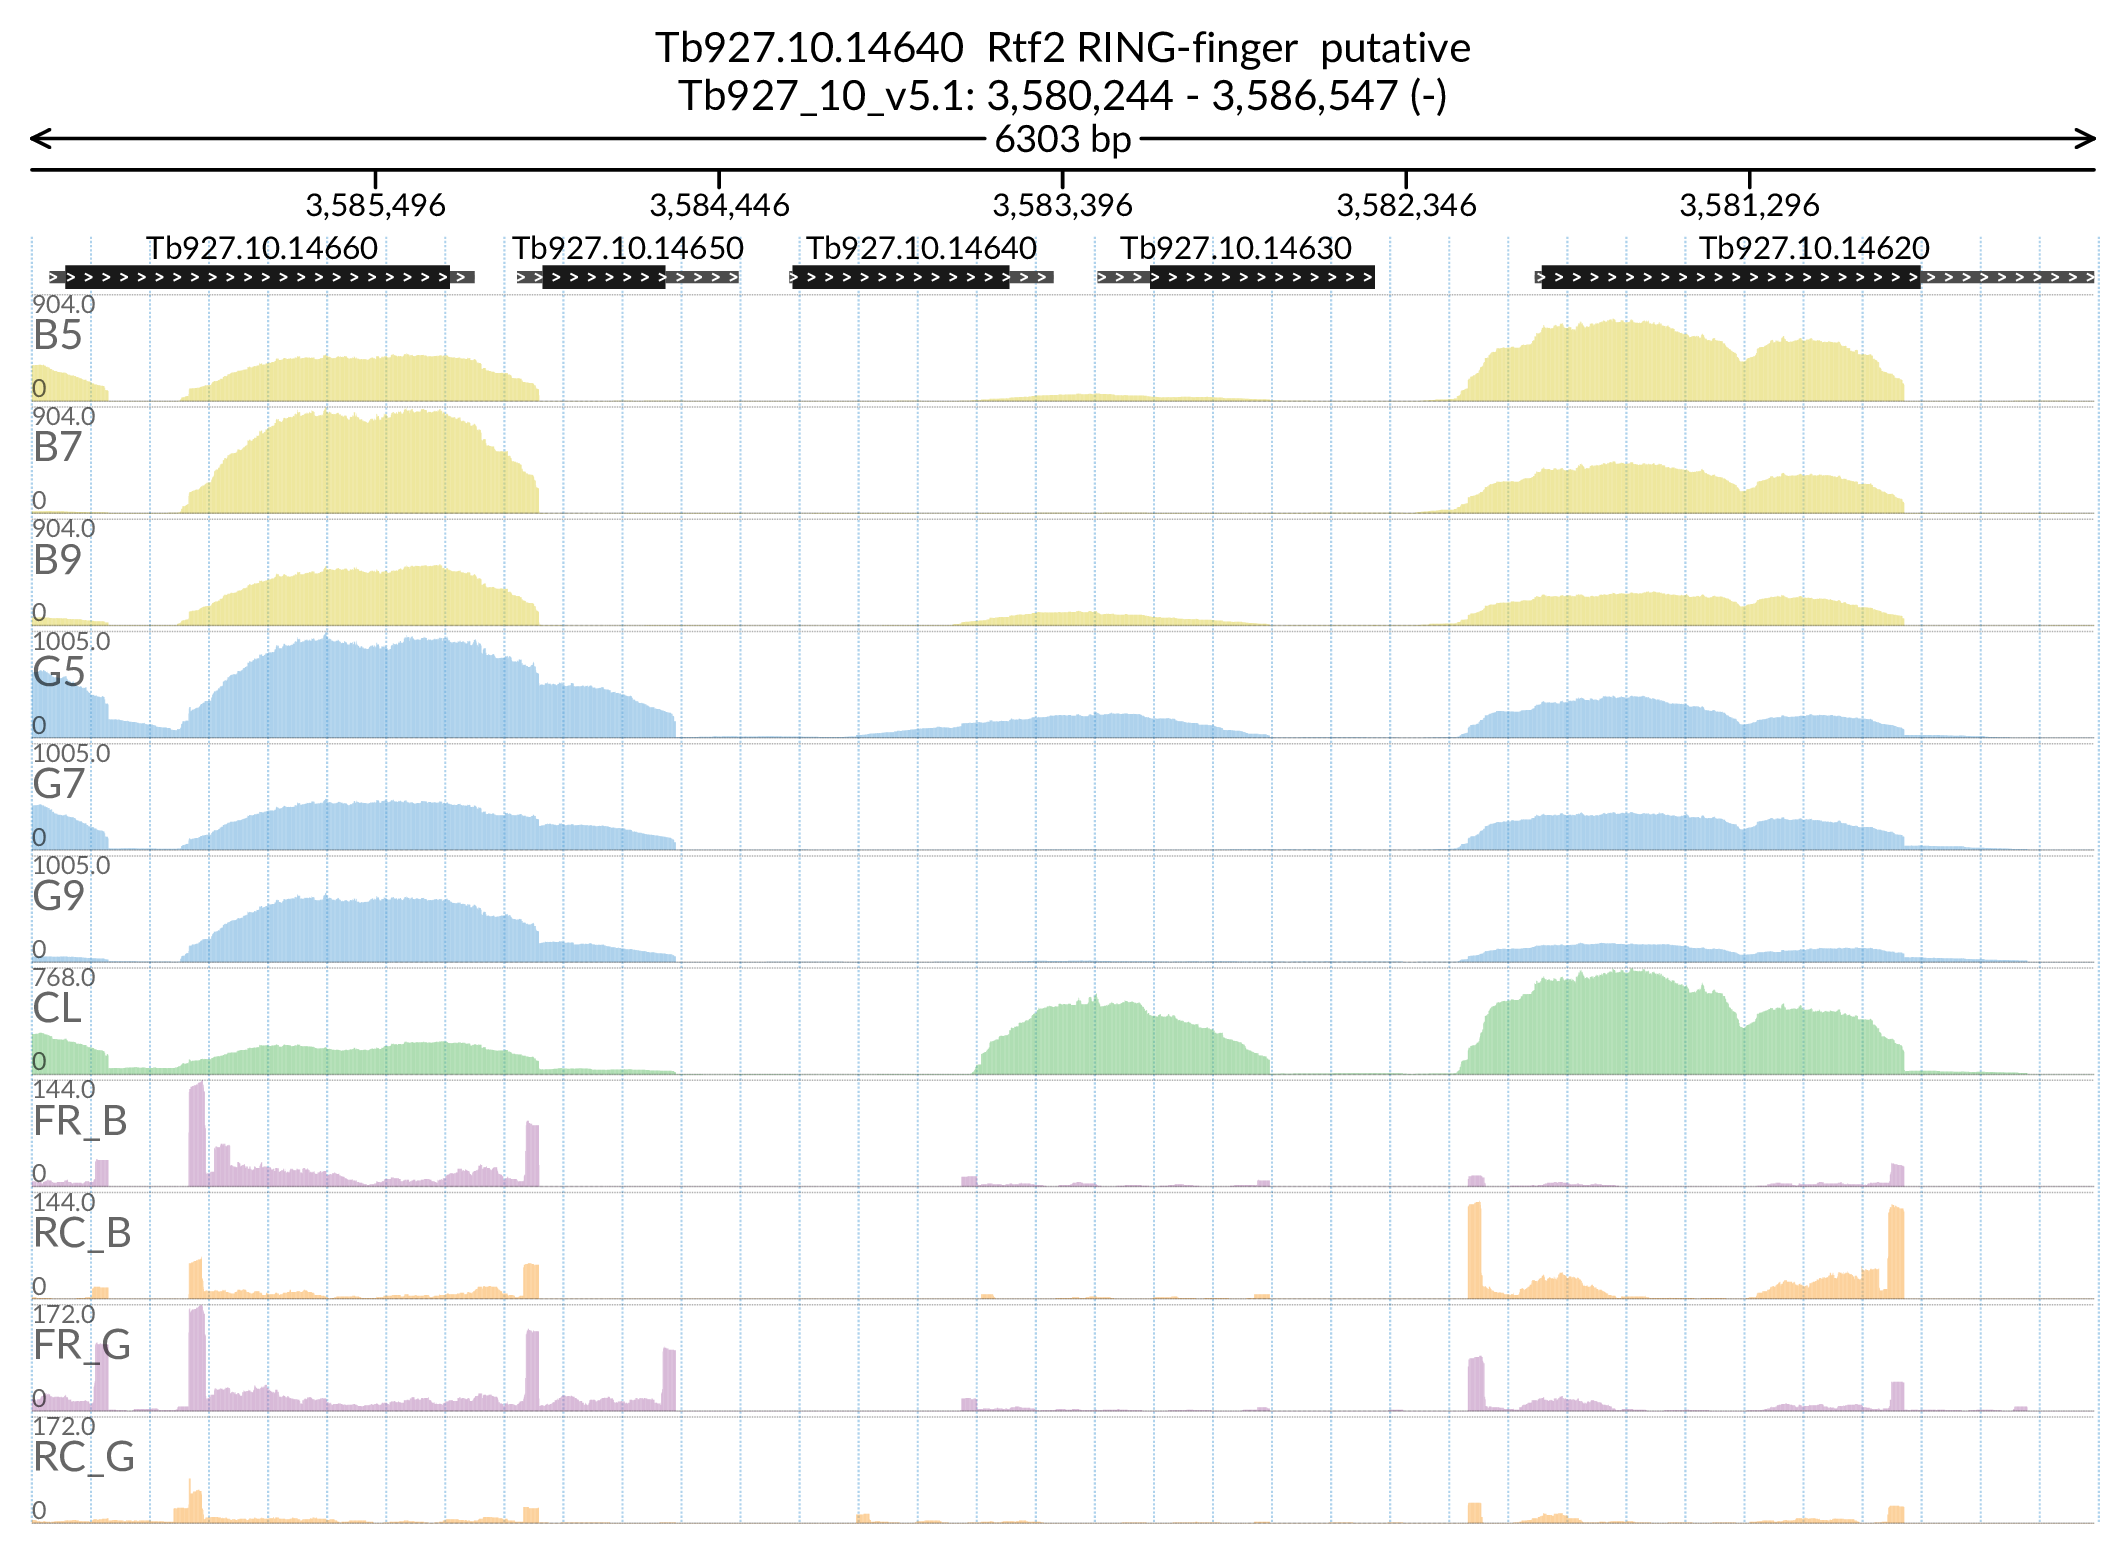 Tb927.10.14640 Rtf2 RING-finger putative
Tb927_10_v5.1: 3,580,244 - 3,586,547 (-)
6303 bp
3,585,496 3,584,446 3,583,396 3,582,346 3,581,296
Tb927.10.14660 Tb927.10.14650 Tb927.10.14640 Tb927.10.14630 Tb927.10.14620
904.0
B5
0
904.0
B7
0
904.0
B9
0
1005.0
G5
0
1005.0
G7
0
1005.0
G9
0
768.0
CL
0
144.0
FR_B
0
144.0
RC_B
0
172.0
FR_G
0
172.0
RC_G
0